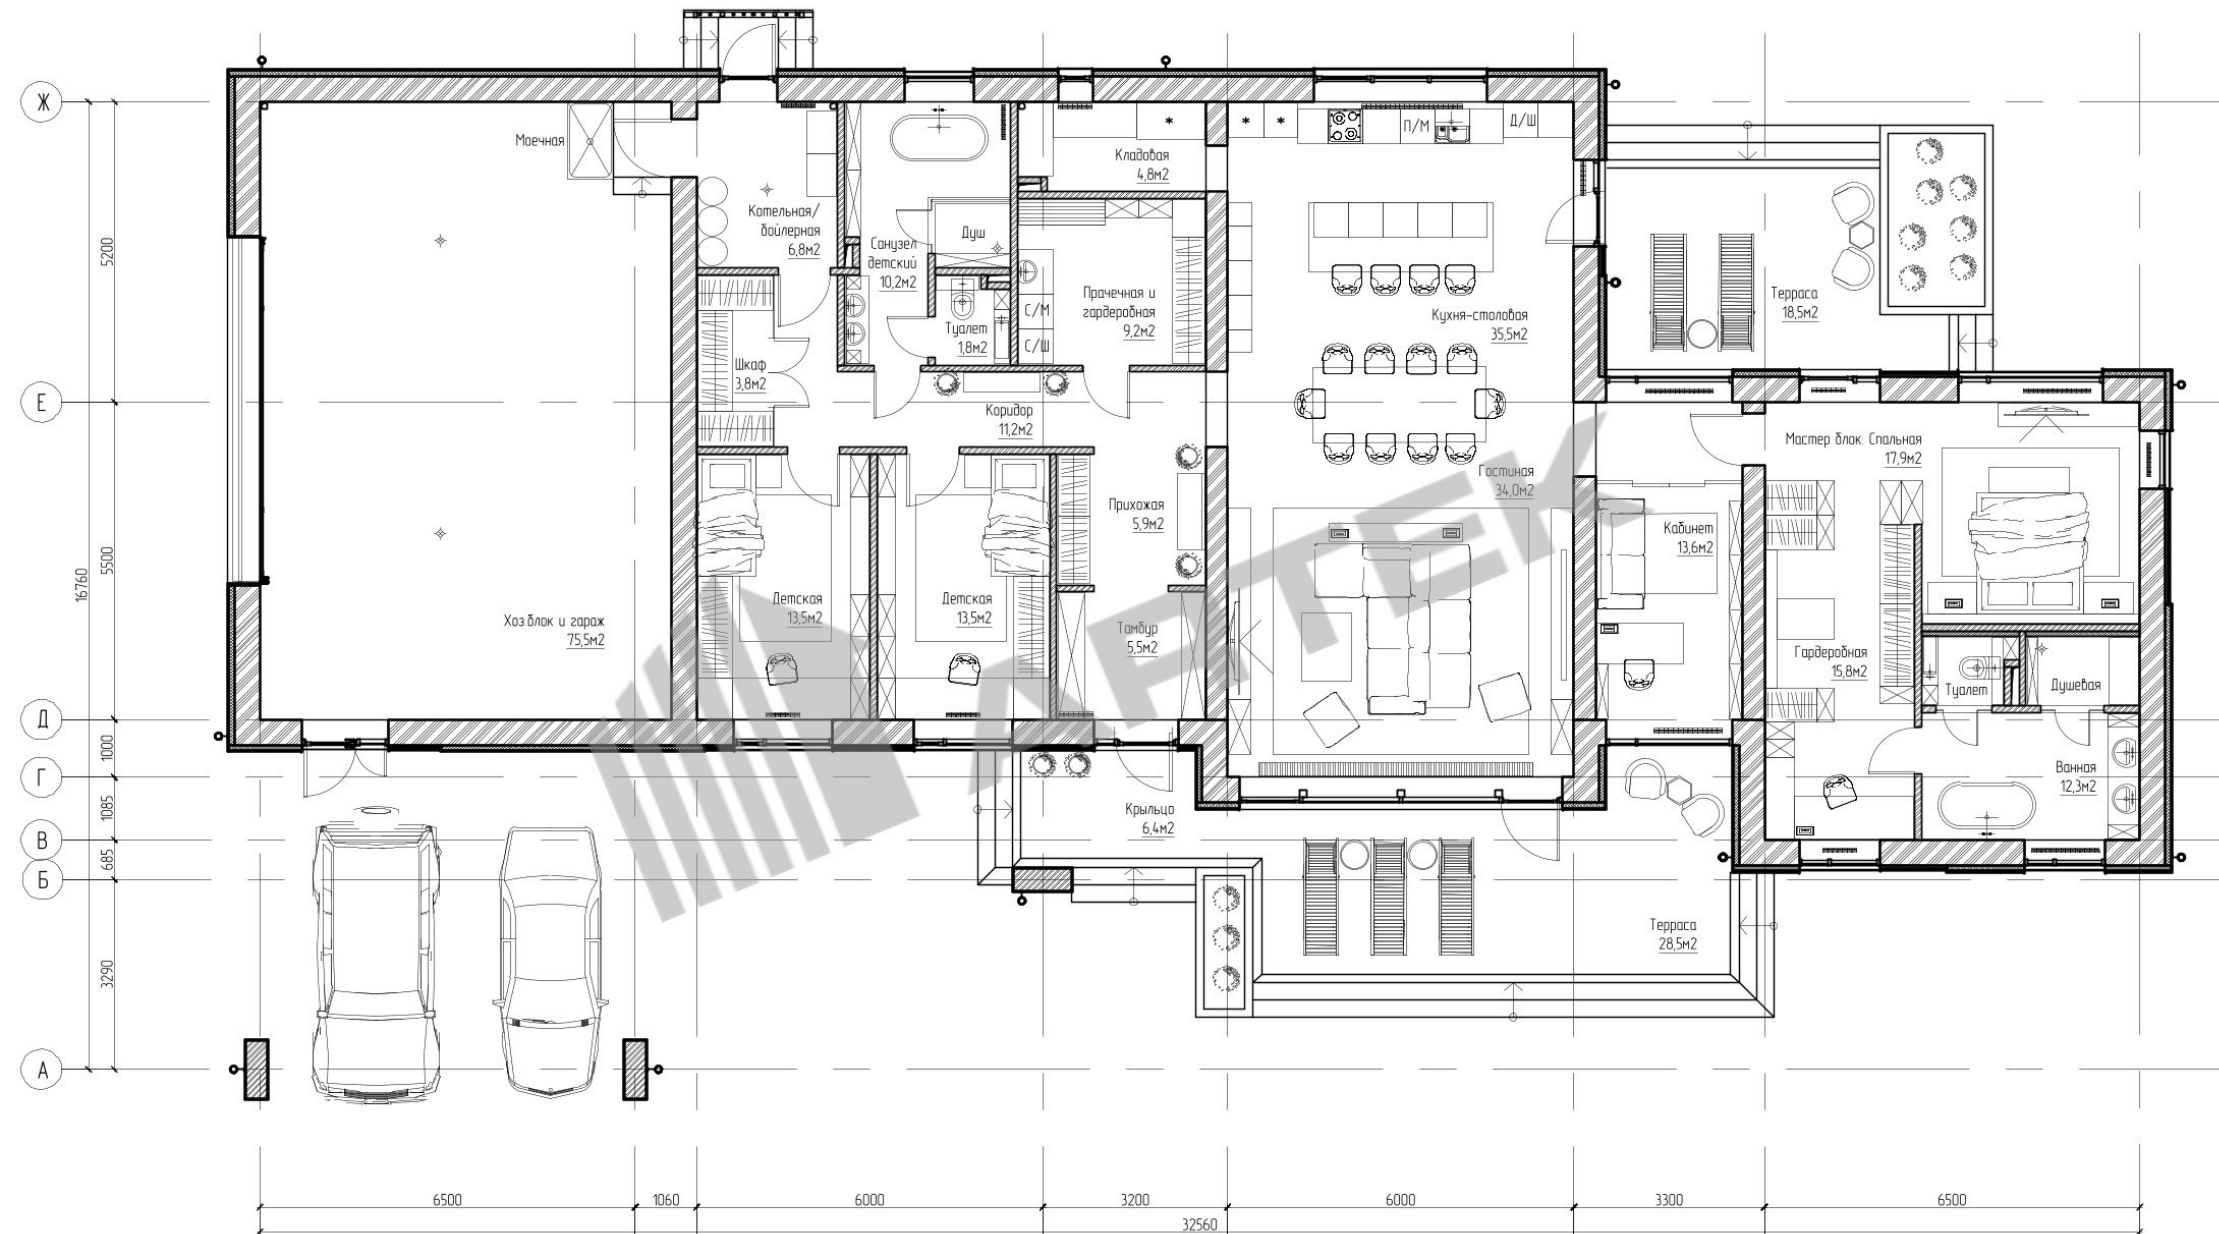 Ж
Е
Д
Г
В
Б
А
5200
5500
1000
1085
685
3290
16760
Моечная
Котельная/
бойлерная
6,8м2
Санузел
детский
10,2м2
Душ
Кладовая
4,8м2
*
*
*
П/М
Д/Ш
Прачечная и
гардеробная
9,2м2
С/М
С/Ш
Туалет
1,8м2
Шкаф
3,8м2
Коридор
11,2м2
Кухня-столовая
35,5м2
Терраса
18,5м2
Мастер блок: Спальная
17,9м2
Гостиная
34,0м2
Прихожая
5,9м2
Кабинет
13,6м2
Хоз.блок и гараж
75,5м2
Детская
13,5м2
Детская
13,5м2
Тамбур
5,5м2
Гардеробная
15,8м2
Туалет
Душевая
Ванная
12,3м2
Крыльцо
6,4м2
Терраса
28,5м2
АРТЕК
6500
1060
6000
3200
6000
3300
6500
32560